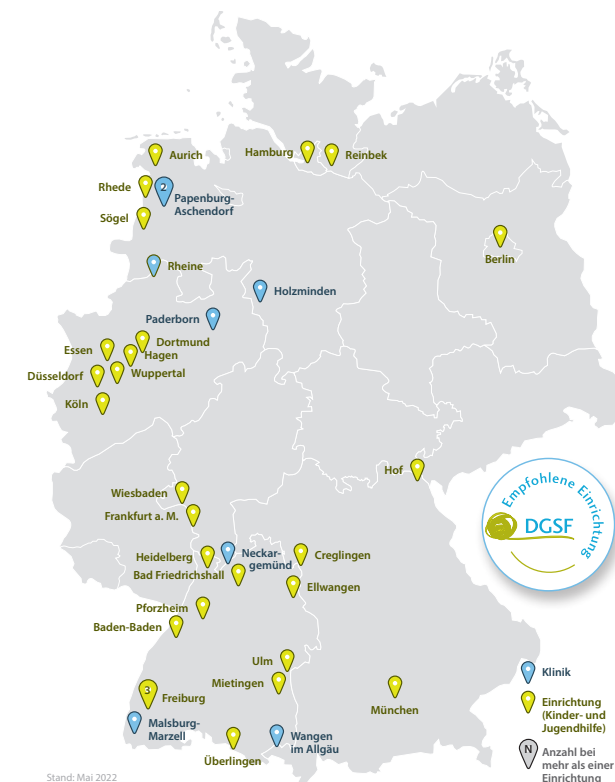 Aurich
Hamburg
Reinbek
Rhede
2
Papenburg-
Aschendorf
Sögel
Berlin
Rheine
Holzminden
Paderborn
Dortmund
Essen
Hagen
Düsseldorf
Wuppertal
Köln
Hof
Empfohlene Einrichtung
DGSF
Wiesbaden
Frankfurt a. M.
Heidelberg
Neckar-
gemünd
Creglingen
Bad Friedrichshall
Ellwangen
Pforzheim
Baden-Baden
Ulm
Mietingen
München
3
Freiburg
Malsburg-
Marzell
Wangen
im Allgäu
Überlingen
Klinik
Einrichtung
(Kinder- und
Jugendhilfe)
N
Anzahl bei
mehr als einer
Einrichtung
Stand: Mai 2022